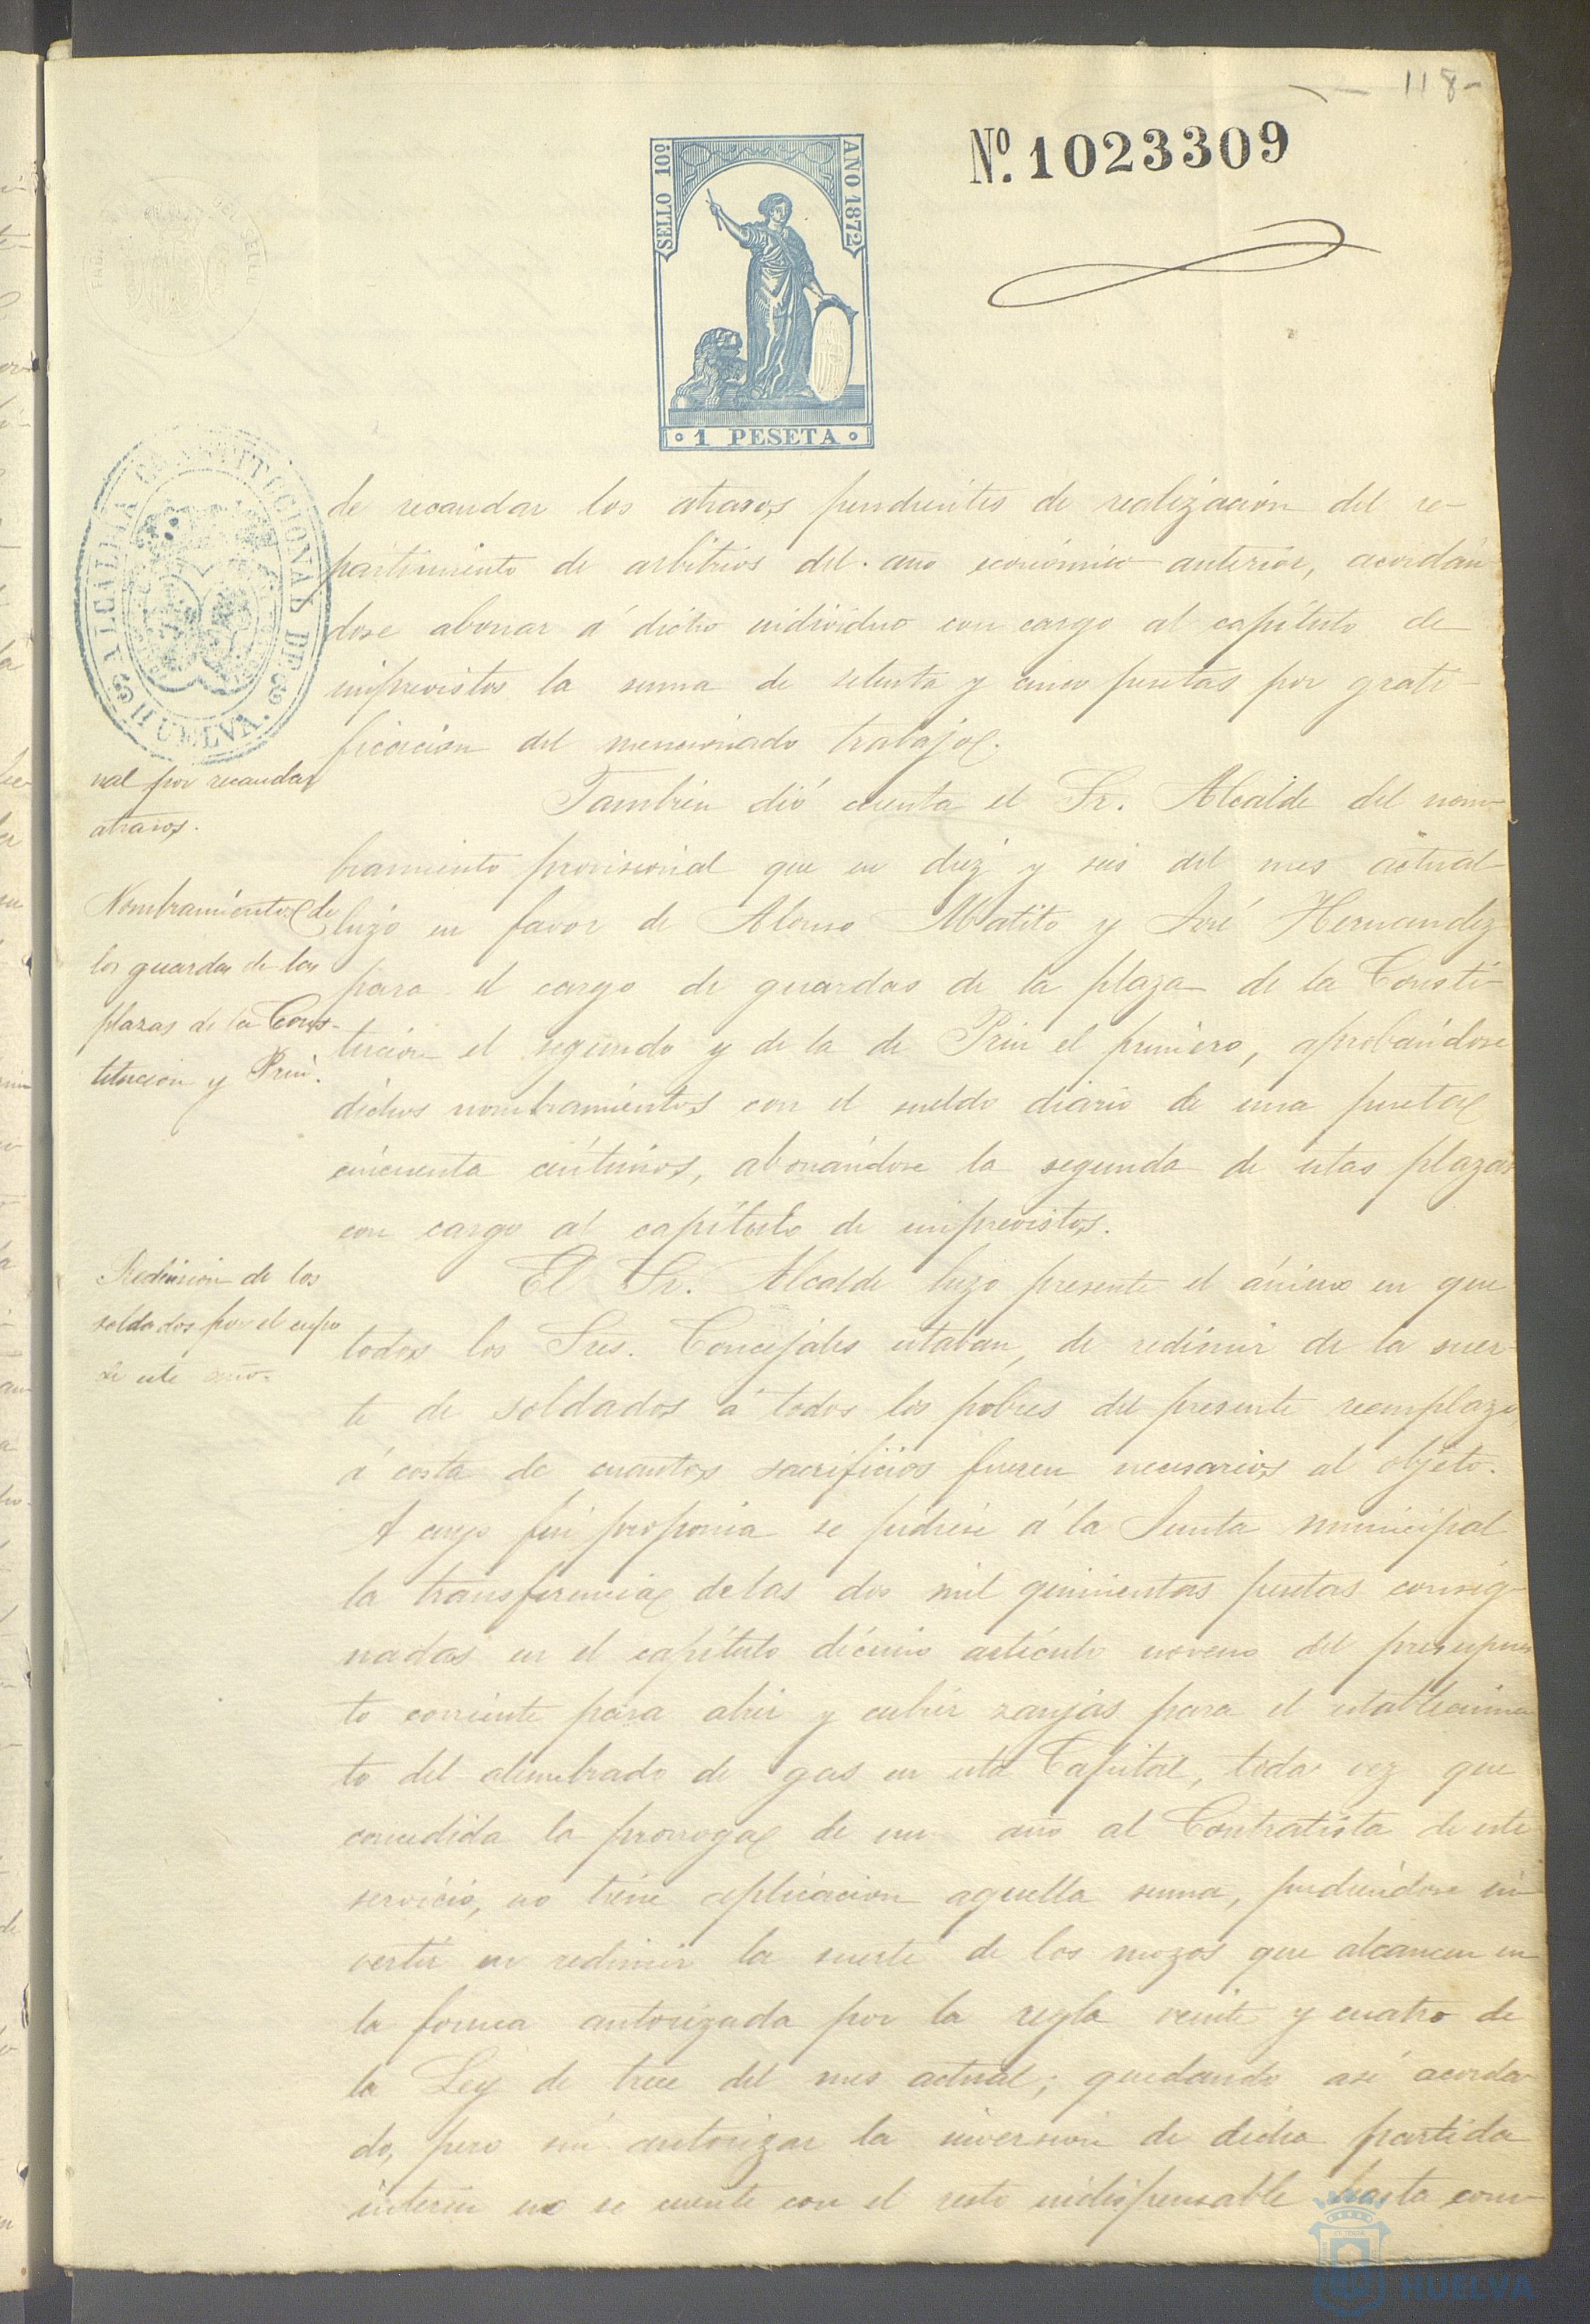 118-
Nº. 1023309
SELLO 10º
AÑO 1872
1 PESETA
ALCALDIA CONSTITUCIONAL DE
HUELVA.
de recaudar los atrasos pendientes de realizacion del re-
partimiento de arbitrios del año económico anterior, acordán
dose abonar á dicho individuo con cargo al capítulo de
imprevistos la suma de setenta y cinco pesetas por grati-
ficacion del mencionado trabajo.
nal por recaudar
atrasos.
Tambien dió cuenta el Sr. Alcalde del nom-
bramiento provisional que en diez y seis del mes actual
Nombramiento de
los guardas de las
plazas de la Cons-
titucion y Prin.
hizo en favor de Alonso Matito y José Hernandez
para el cargo de guardas de la plaza de la Consti-
tucion el segundo y de la de Prin el primero, aprobándose
dichos nombramientos con el sueldo diario de una peseta
cincuenta céntimos, abonándose la segunda de estas plazas
con cargo al capítulo de imprevistos.
Redencion de los
soldados por el cupo
de este año.
El Sr. Alcalde hizo presente el ánimo en que
todos los Sres. Concejales estaban, de redimir de la suer-
te de soldados á todos los pobres del presente reemplazo
á costa de cuantos sacrificios fuesen necesarios al objeto.
A cuyo fin proponia se pidiese á la Junta municipal
la transferencia de las dos mil quinientas pesetas consig-
nadas en el capítulo décimo artículo noveno del presupues
to corriente para abrir y cubrir zanjas para el establecimien
to del alumbrado de gas en esta Capital, toda vez que
concedida la prorroga de un año al Contratista de este
servicio, no tiene aplicacion aquella suma, pudiéndose in
vertir en redimir la suerte de los mozos que alcancen en
la forma autorizada por la regla veinte y cuatro de
la Ley de trece del mes actual; quedando asi acorda-
do, pero sin autorizar la inversion de dicha partida
interin no se cuente con el resto indispensable hasta com-
HUELVA